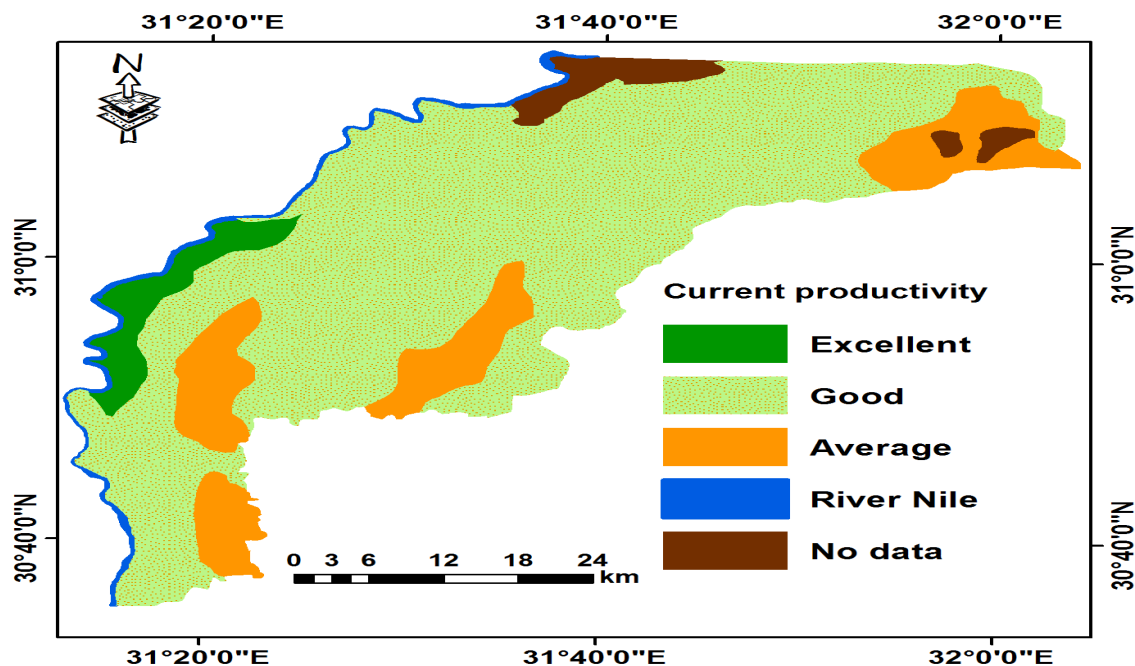 31°20'0"E 31°40'0"E 32°0'0"E
N
31°0'0"N
31°0'0"N
Current productivity
Excellent
Good
Average
River Nile
No data
30°40'0"N
30°40'0"N
0 3 6 12 18 24
km
31°20'0"E 31°40'0"E 32°0'0"E